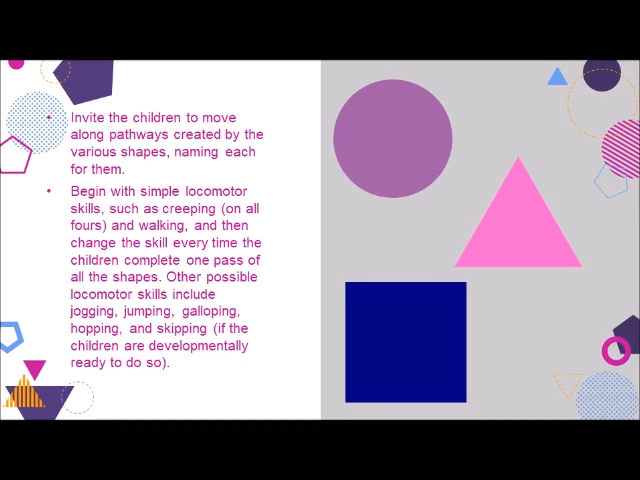 • Invite the children to move
along pathways created by the
various shapes, naming each
for them.
• Begin with simple locomotor
skills, such as creeping (on all
fours) and walking, and then
change the skill every time the
children complete one pass of
all the shapes. Other possible
locomotor skills include
jogging, jumping, galloping,
hopping, and skipping (if the
children are developmentally
ready to do so).